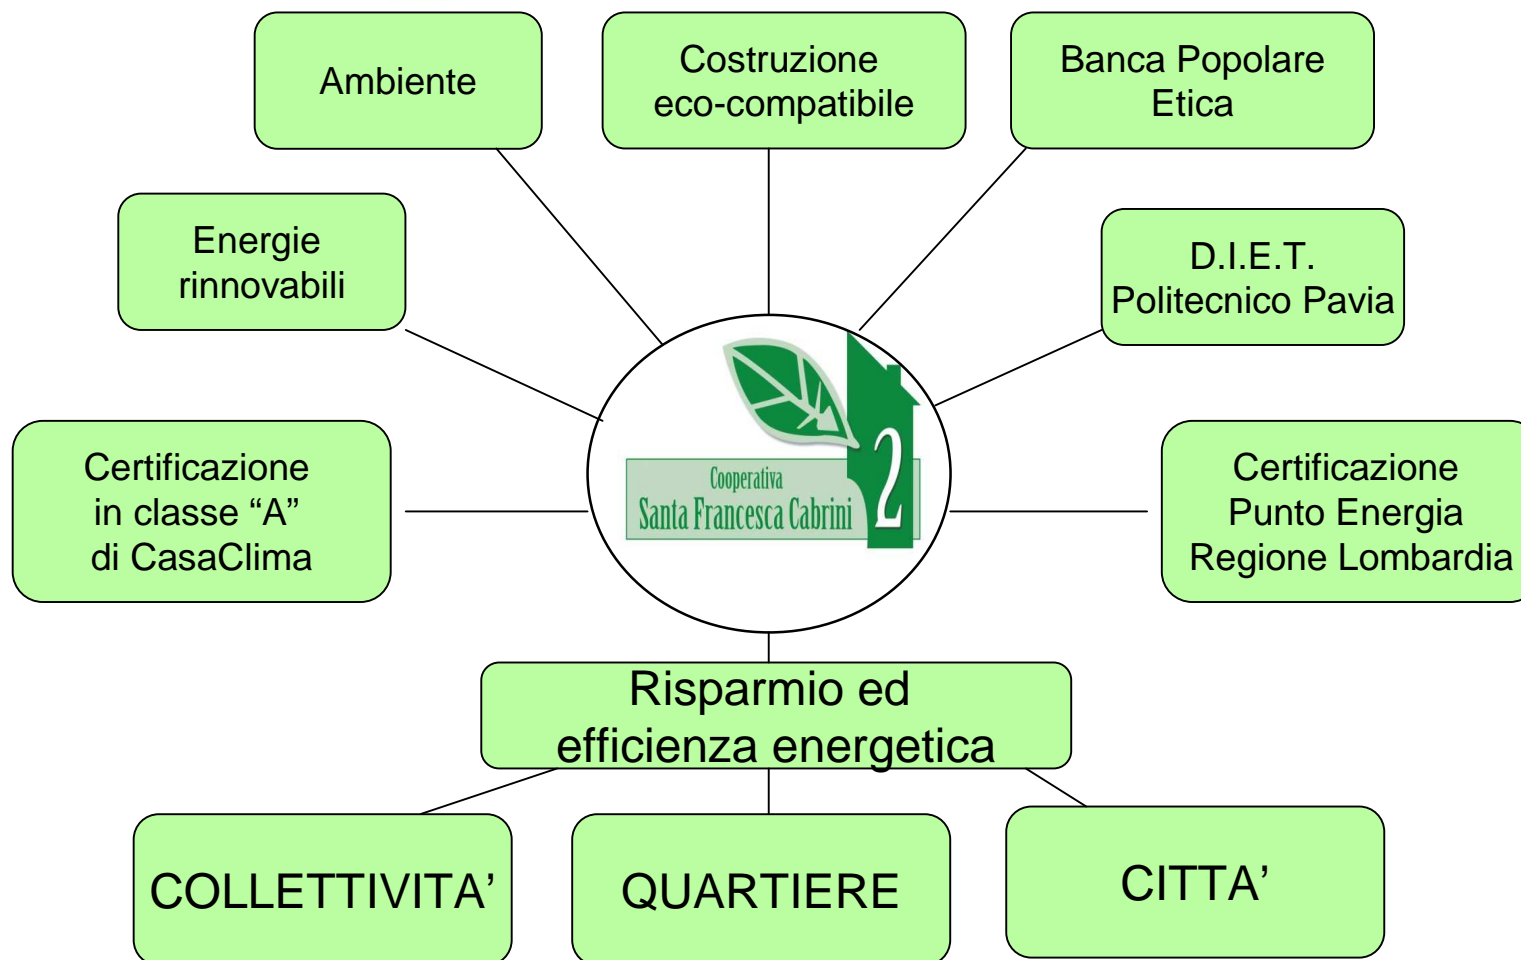 Ambiente
Costruzione
eco-compatibile
Banca Popolare
Etica
Energie
rinnovabili
D.I.E.T.
Politecnico Pavia
Certificazione
in classe “A”
di CasaClima
Cooperativa
Santa Francesca Cabrini
2
Certificazione
Punto Energia
Regione Lombardia
Risparmio ed
efficienza energetica
COLLETTIVITA’
QUARTIERE
CITTA’